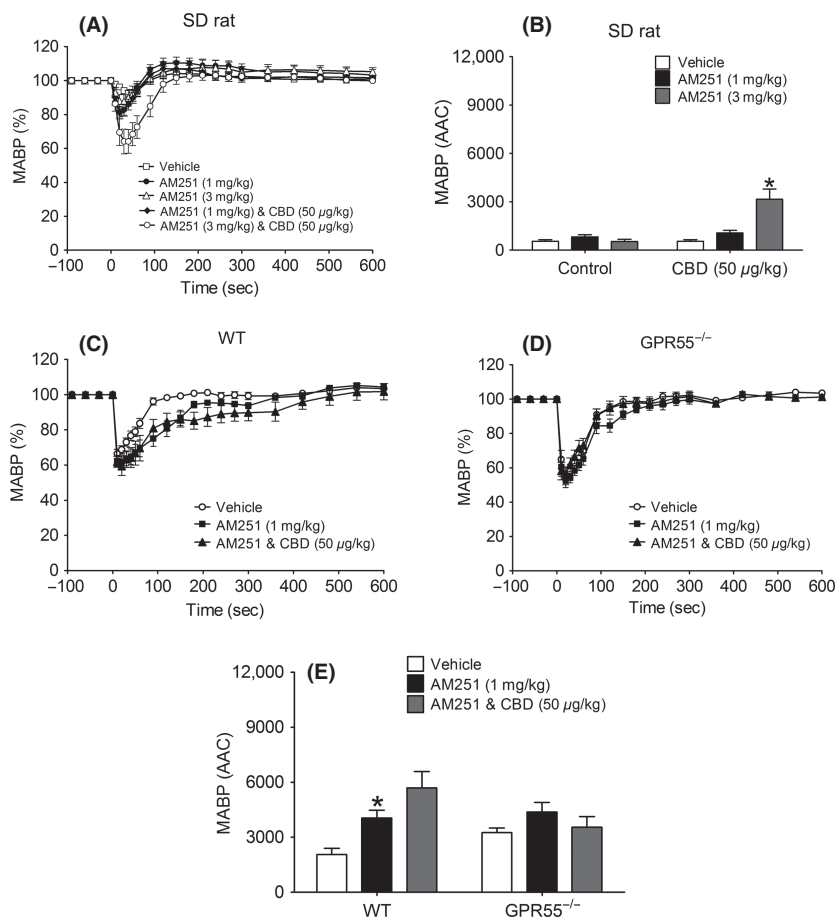 (A)
SD rat
MABP (%)
120
100
80
60
40
20
0
Vehicle
AM251 (1 mg/kg)
AM251 (3 mg/kg)
AM251 (1 mg/kg) & CBD (50 µg/kg)
AM251 (3 mg/kg) & CBD (50 µg/kg)
−100 0 100 200 300 400 500 600
Time (sec)
(B)
SD rat
MABP (AAC)
12,000
9000
6000
3000
0
Vehicle
AM251 (1 mg/kg)
AM251 (3 mg/kg)
*
Control CBD (50 µg/kg)
(C)
WT
MABP (%)
120
100
80
60
40
20
0
Vehicle
AM251 (1 mg/kg)
AM251 & CBD (50 µg/kg)
−100 0 100 200 300 400 500 600
Time (sec)
(D)
GPR55⁻/⁻
MABP (%)
120
100
80
60
40
20
0
Vehicle
AM251 (1 mg/kg)
AM251 & CBD (50 µg/kg)
−100 0 100 200 300 400 500 600
Time (sec)
(E)
MABP (AAC)
12,000
9000
6000
3000
0
Vehicle
AM251 (1 mg/kg)
AM251 & CBD (50 µg/kg)
*
WT GPR55⁻/⁻